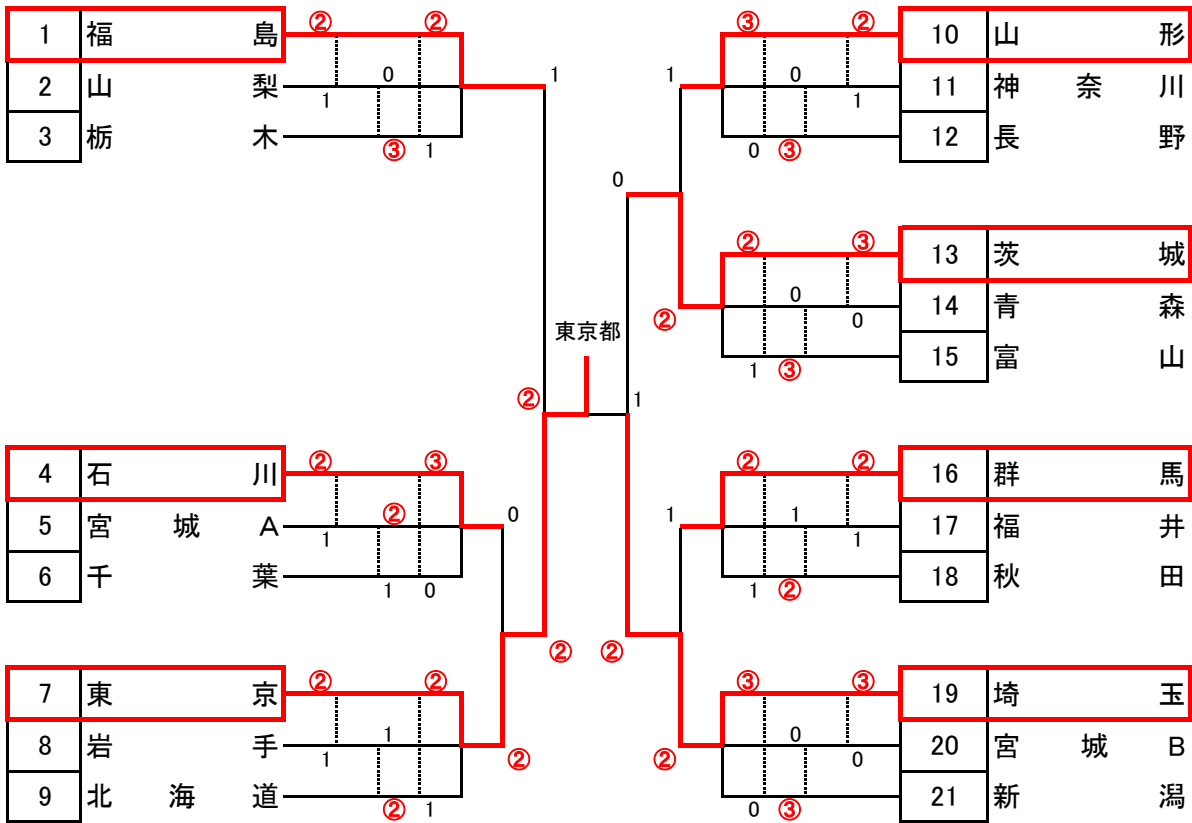 ② ② ③ ②
1 福島 10 山形
0 1 1 0
2 山梨 11 神奈川
1 1
3 栃木 12 長野
③ 1 0 ③
0
② ③
13 茨城
0
14 青森
② 0
東京都
15 富山
1 ③
② 1
② ③ ② ②
4 石川 16 群馬
② 0 1 1
5 宮城A 17 福井
1 1
6 千葉 18 秋田
1 0 1 ②
② ②
② ② ③ ③
7 東京 19 埼玉
1 0
8 岩手 20 宮城B
1 ② ② 0
9 北海道 21 新潟
② 1 0 ③